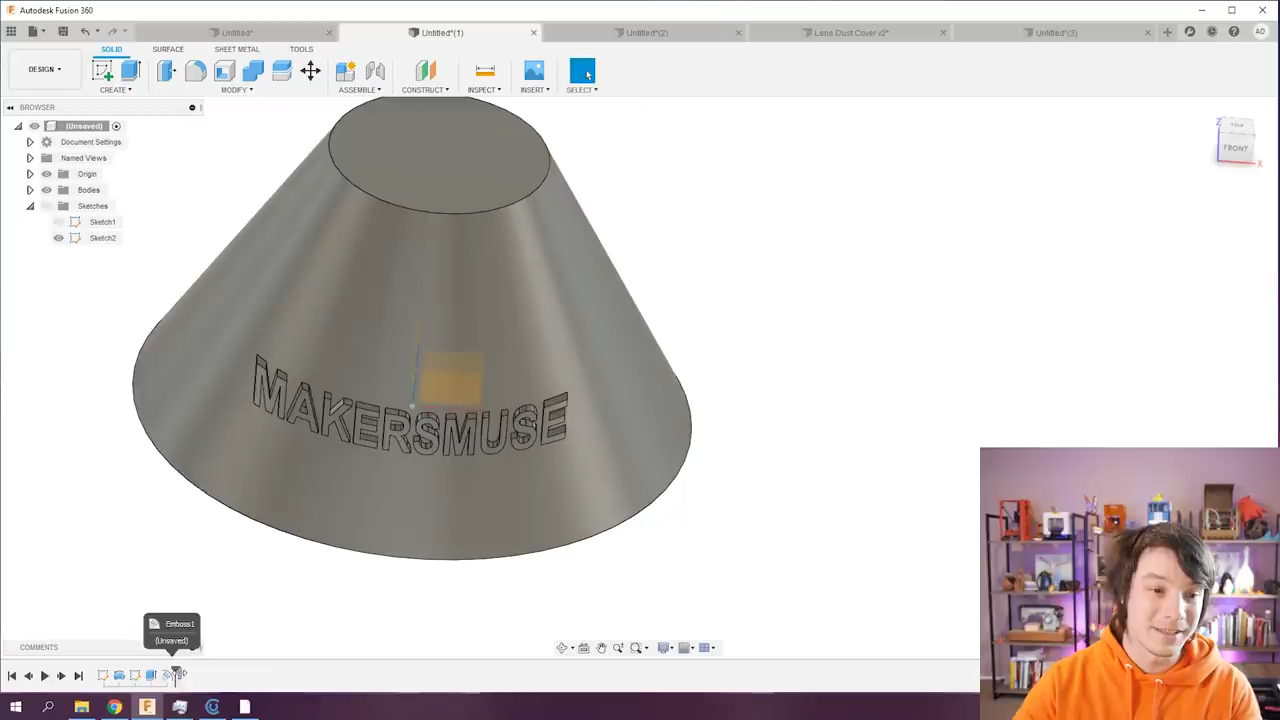 Autodesk Fusion 360
Untitled*
Untitled*(1)
Untitled*(2)
Lens Dust Cover v2*
Untitled*(3)
AD
DESIGN
SOLID
SURFACE
SHEET METAL
TOOLS
CREATE
MODIFY
ASSEMBLE
CONSTRUCT
INSPECT
INSERT
SELECT
BROWSER
(Unsaved)
Document Settings
Named Views
Origin
Bodies
Sketches
Sketch1
Sketch2
Z
TOP
FRONT
X
MAKERSMUSE
Emboss1
(Unsaved)
COMMENTS